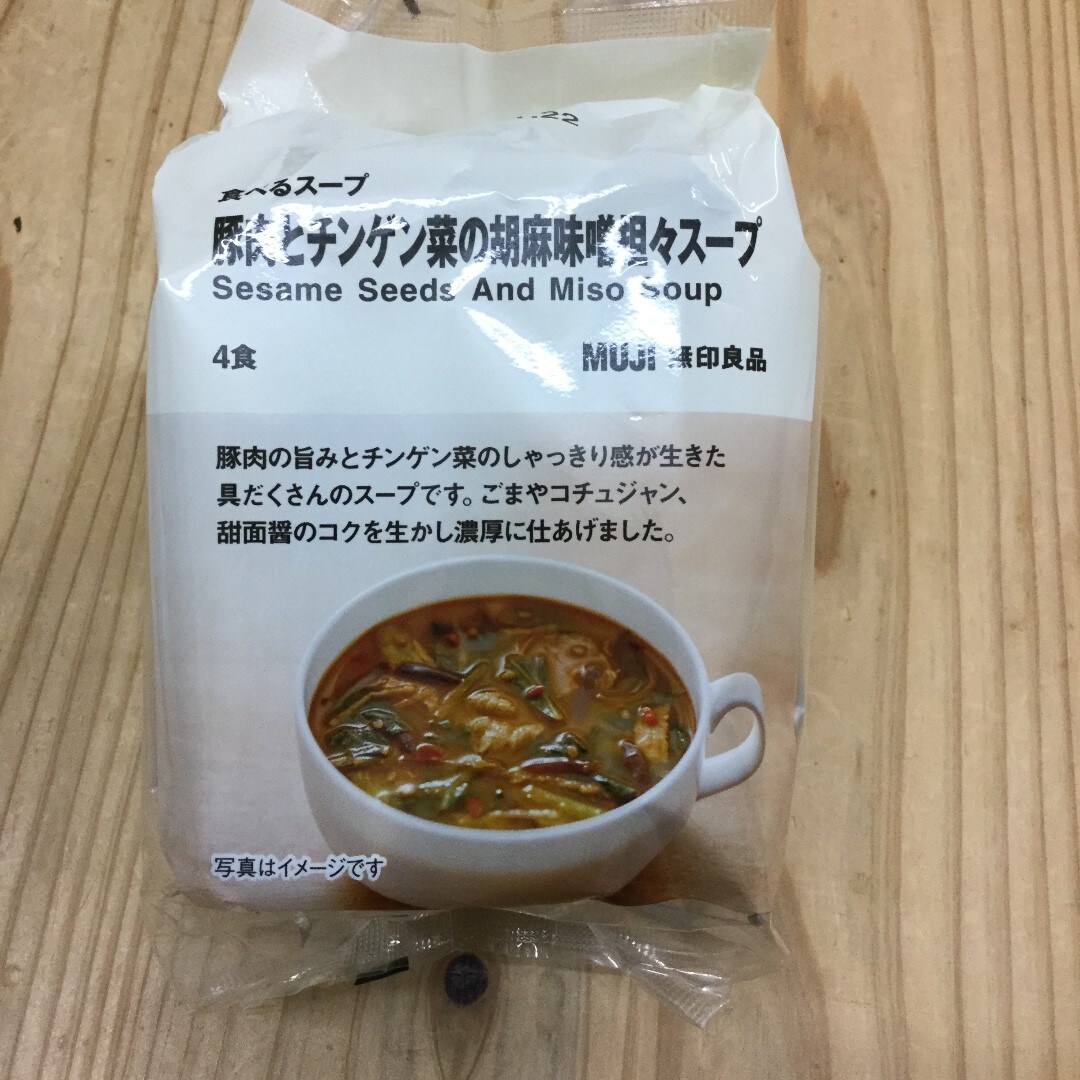 食べるスープ
豚肉とチンゲン菜の胡麻味噌担々スープ
Sesame Seeds And Miso Soup
4食
MUJI 無印良品
豚肉の旨みとチンゲン菜のしゃっきり感が生きた
具だくさんのスープです。ごまやコチュジャン、
甜面醤のコクを生かし濃厚に仕あげました。
写真はイメージです